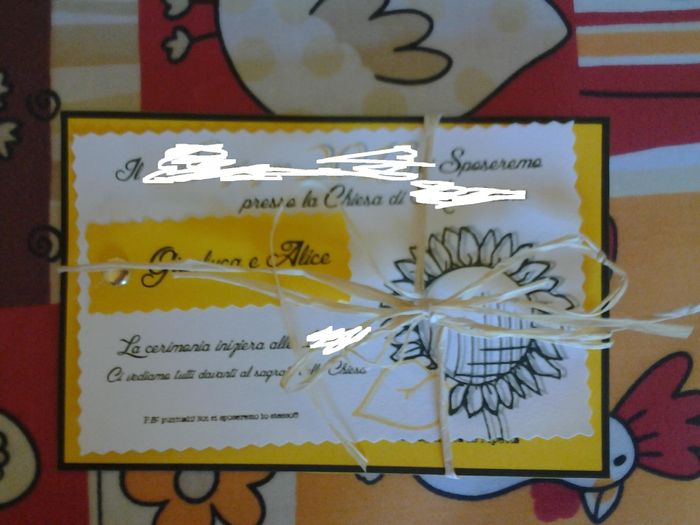 Il Sposeremo
presso la Chiesa di
Gianluca e Alice
La cerimonia inizierà alle
Ci vediamo tutti davanti al sagrato della Chiesa
P.S: puntuali! Noi ci sposeremo lo stesso!!